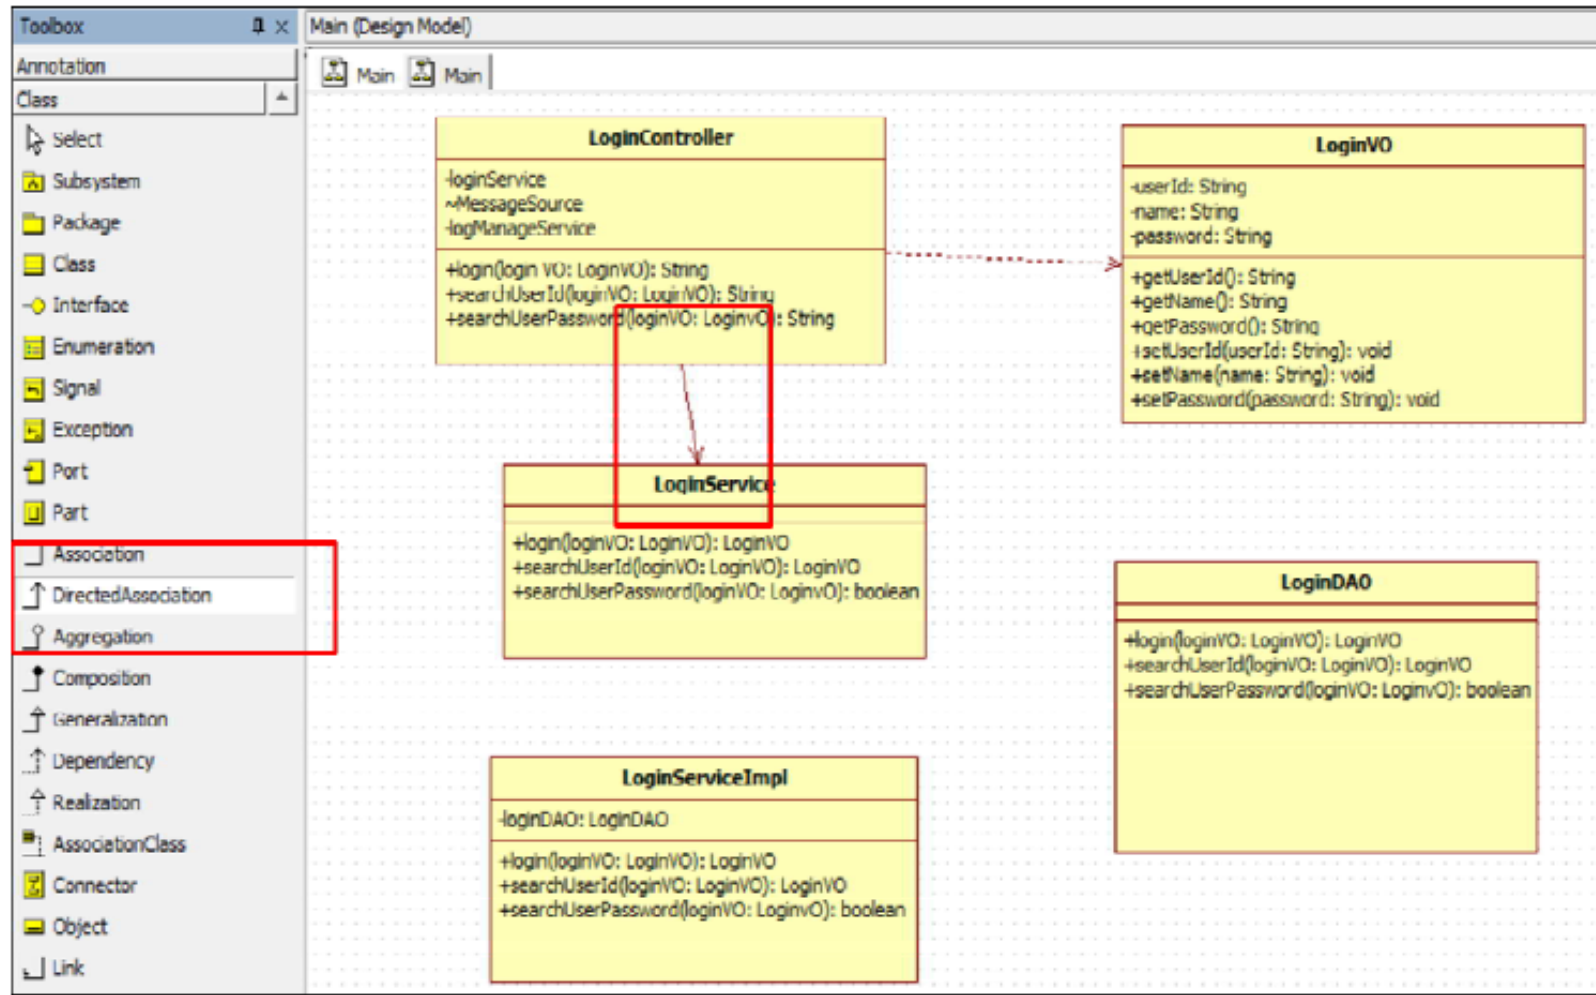 Toolbox
Main (Design Model)
Annotation
Class
Main
Main
Select
Subsystem
Package
Class
Interface
Enumeration
Signal
Exception
Port
Part
Association
DirectedAssociation
Aggregation
Composition
Generalization
Dependency
Realization
AssociationClass
Connector
Object
Link
LoginController
-loginService
~MessageSource
-logManageService
+login(login VO: LoginVO): String
+searchUserId(loginVO: LoginVO): String
+searchUserPassword(loginVO: LoginvO): String
LoginVO
-userId: String
-name: String
-password: String
+getUserId(): String
+getName(): String
+getPassword(): String
+setUserId(userId: String): void
+setName(name: String): void
+setPassword(password: String): void
LoginService
+login(loginVO: LoginVO): LoginVO
+searchUserId(loginVO: LoginVO): LoginVO
+searchUserPassword(loginVO: LoginvO): boolean
LoginDAO
+login(loginVO: LoginVO): LoginVO
+searchUserId(loginVO: LoginVO): LoginVO
+searchUserPassword(loginVO: LoginvO): boolean
LoginServiceImpl
-loginDAO: LoginDAO
+login(loginVO: LoginVO): LoginVO
+searchUserId(loginVO: LoginVO): LoginVO
+searchUserPassword(loginVO: LoginvO): boolean